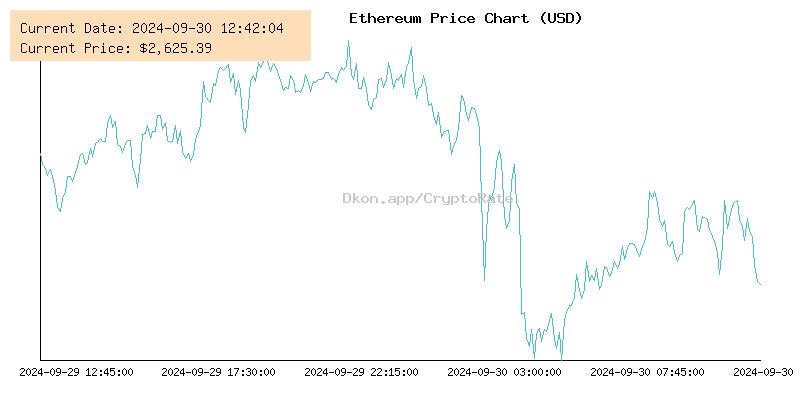 Ethereum Price Chart (USD)
Current Date: 2024-09-30 12:42:04
Current Price: $2,625.39
Dkon.app/CryptoRate
2024-09-29 12:45:00 2024-09-29 17:30:00 2024-09-29 22:15:00 2024-09-30 03:00:00 2024-09-30 07:45:00 2024-09-30